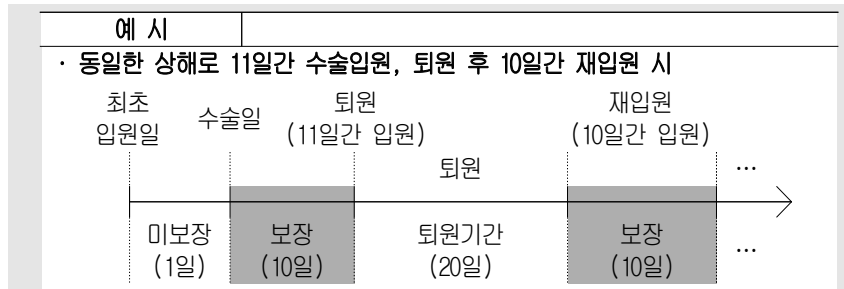 예 시
· 동일한 상해로 11일간 수술입원, 퇴원 후 10일간 재입원 시
최초 입원일
수술일
퇴원
(11일간 입원)
재입원
(10일간 입원)
퇴원
…
미보장
(1일)
보장
(10일)
퇴원기간
(20일)
보장
(10일)
…